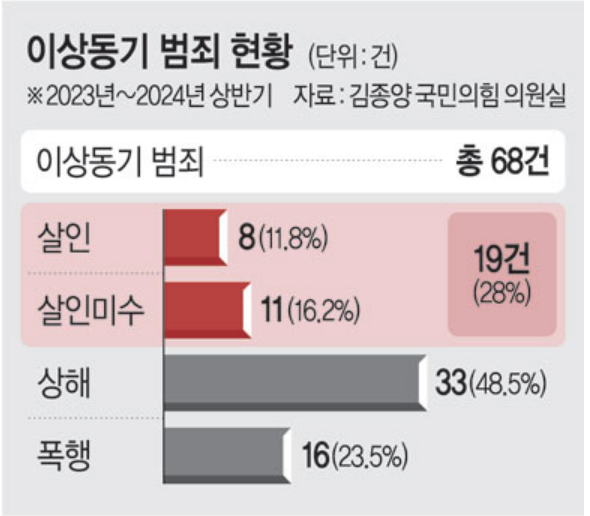 이상동기 범죄 현황 (단위 : 건)
※ 2023년~2024년 상반기 자료 : 김종양 국민의힘 의원실
이상동기 범죄 총 68건
살인 8(11.8%)
살인미수 11(16.2%)
19건
(28%)
상해 33(48.5%)
폭행 16(23.5%)